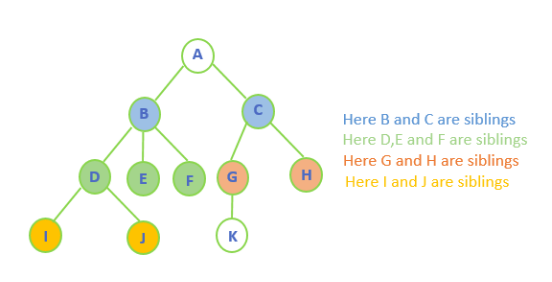 A
B
C
Here B and C are siblings
Here D,E and F are siblings
Here G and H are siblings
Here I and J are siblings
D
E
F
G
H
I
J
K